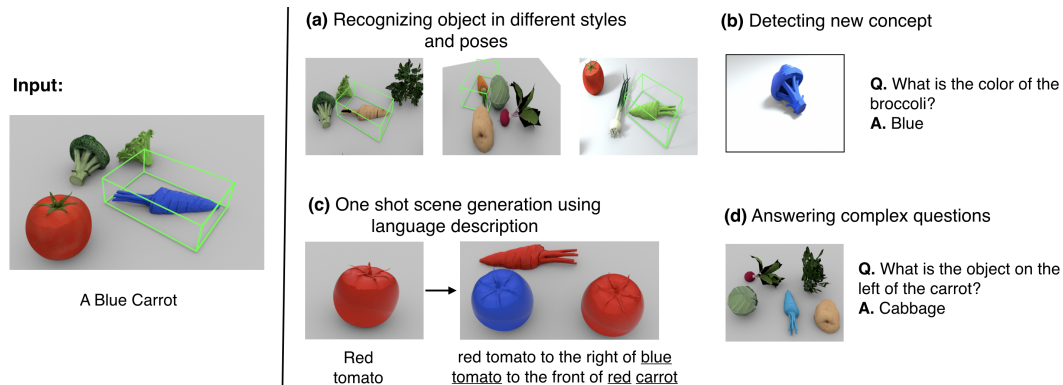 Input:
A Blue Carrot
(a) Recognizing object in different styles
and poses
(b) Detecting new concept
Q. What is the color of the
broccoli?
A. Blue
(c) One shot scene generation using
language description
Red
tomato
red tomato to the right of blue
tomato to the front of red carrot
(d) Answering complex questions
Q. What is the object on the
left of the carrot?
A. Cabbage